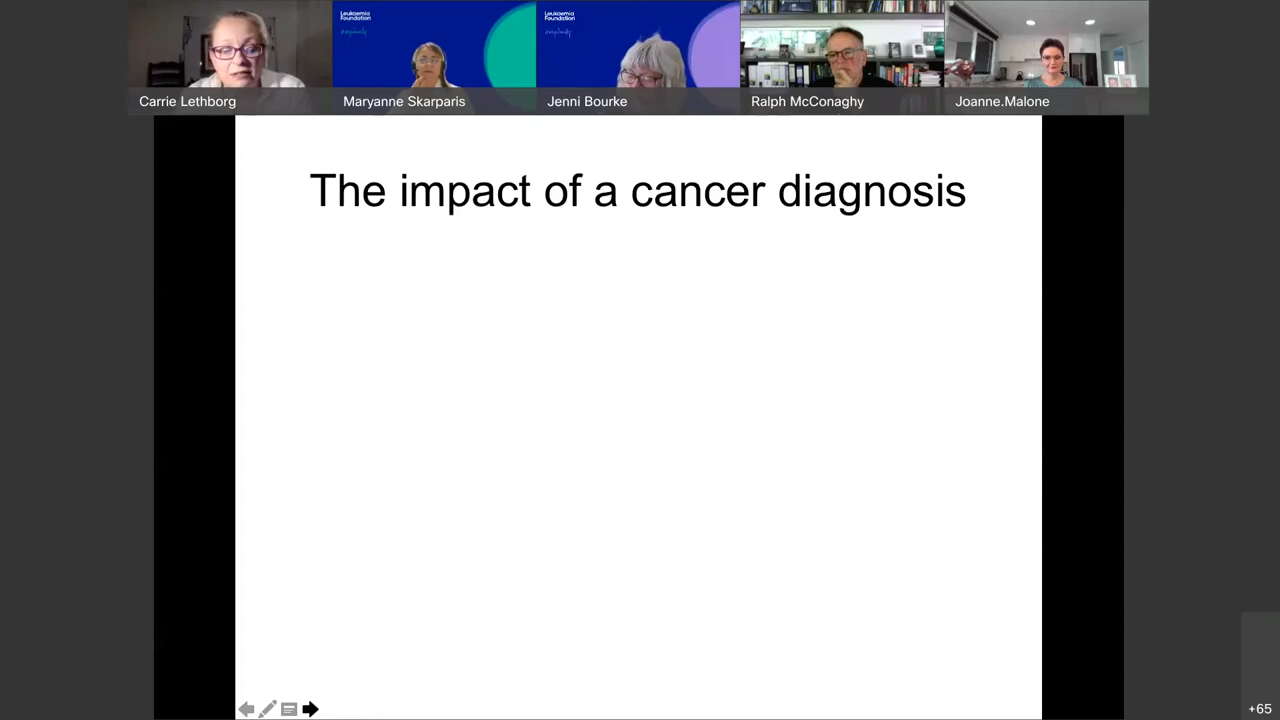 Leukaemia
Foundation
Leukaemia
Foundation
Carrie Lethborg
Maryanne Skarparis
Jenni Bourke
Ralph McConaghy
Joanne.Malone
The impact of a cancer diagnosis
+65